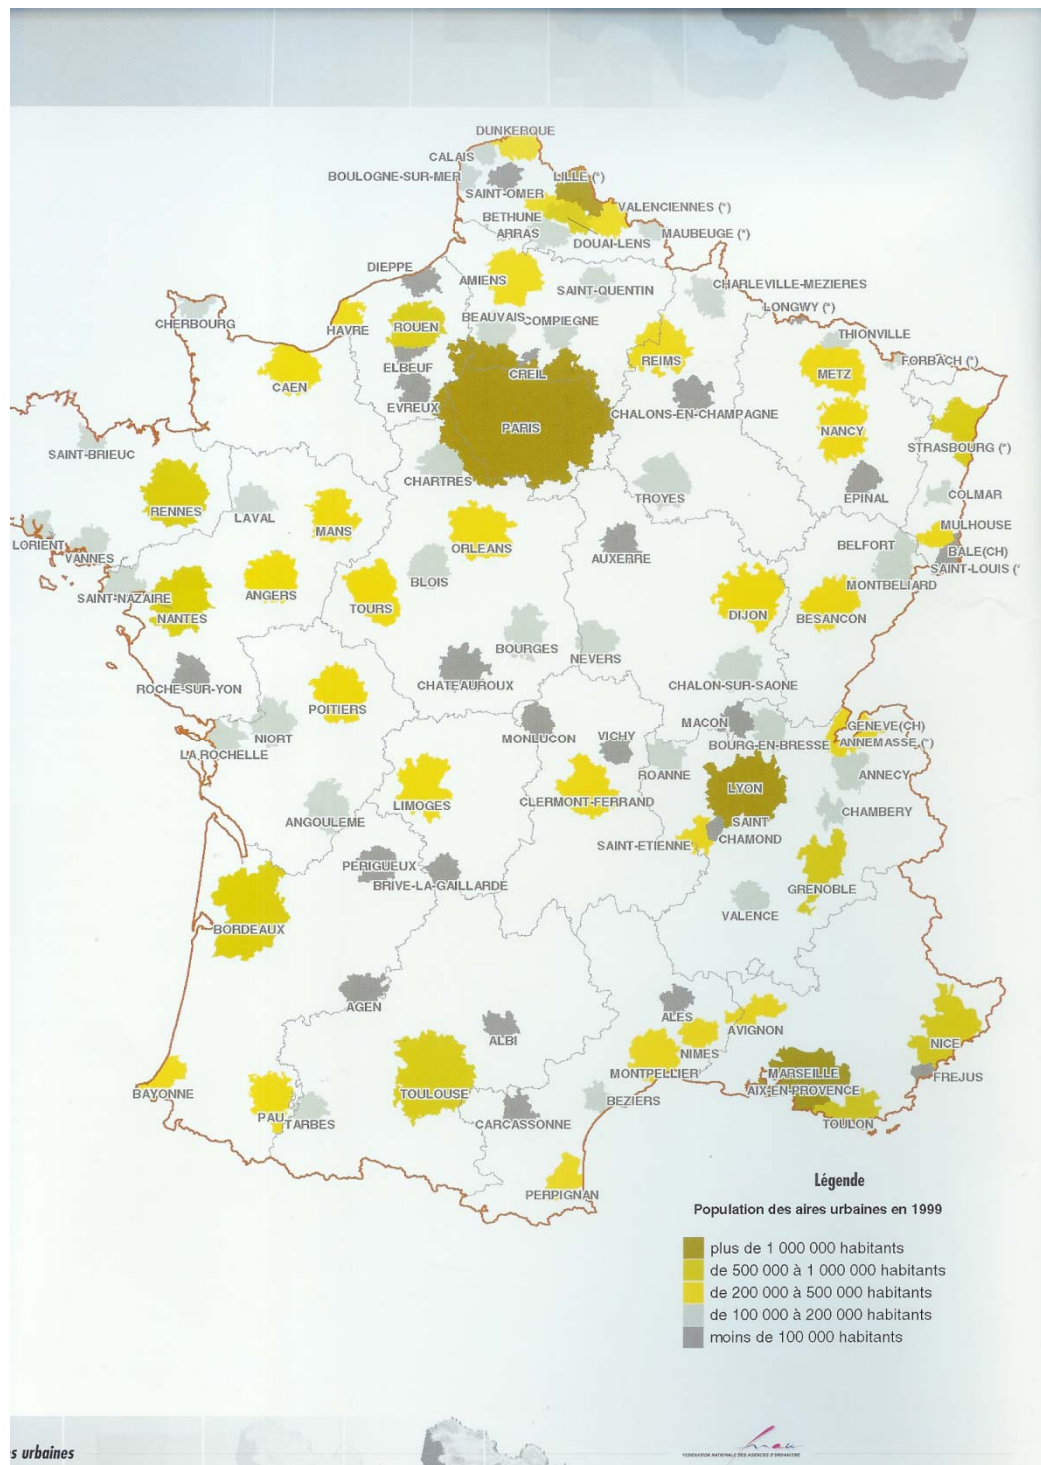 DUNKERQUE
CALAIS
BOULOGNE-SUR-MER
LILLE (*)
SAINT-OMER
VALENCIENNES (*)
BETHUNE
ARRAS
MAUBEUGE (*)
DOUAI-LENS
DIEPPE
AMIENS
SAINT-QUENTIN
CHARLEVILLE-MEZIERES
LONGWY (*)
CHERBOURG
HAVRE
ROUEN
BEAUVAIS
COMPIEGNE
THIONVILLE
REIMS
FORBACH (*)
ELBEUF
CREIL
METZ
CAEN
EVREUX
CHALONS-EN-CHAMPAGNE
PARIS
NANCY
STRASBOURG (*)
SAINT-BRIEUC
CHARTRES
TROYES
EPINAL
COLMAR
RENNES
LAVAL
MANS
MULHOUSE
LORIENT
VANNES
ORLEANS
AUXERRE
BELFORT
BALE(CH)
SAINT-LOUIS (*
BLOIS
MONTBELIARD
SAINT-NAZAIRE
ANGERS
TOURS
NANTES
DIJON
BESANCON
BOURGES
NEVERS
ROCHE-SUR-YON
CHATEAUROUX
CHALON-SUR-SAONE
POITIERS
NIORT
LA ROCHELLE
MONLUCON
VICHY
MACON
BOURG-EN-BRESSE
GENEVE(CH)
ANNEMASSE (*)
ROANNE
ANNECY
LIMOGES
CLERMONT-FERRAND
LYON
CHAMBERY
ANGOULEME
SAINT
CHAMOND
SAINT-ETIENNE
PERIGUEUX
BRIVE-LA-GAILLARDE
GRENOBLE
VALENCE
BORDEAUX
AGEN
ALES
ALBI
AVIGNON
NIMES
NICE
MONTPELLIER
MARSEILLE
AIX-EN-PROVENCE
FREJUS
BAYONNE
TOULOUSE
BEZIERS
PAU
TARBES
CARCASSONNE
TOULON
PERPIGNAN
Légende
Population des aires urbaines en 1999
plus de 1 000 000 habitants
de 500 000 à 1 000 000 habitants
de 200 000 à 500 000 habitants
de 100 000 à 200 000 habitants
moins de 100 000 habitants
s urbaines
FEDERATION NATIONALE DES AGENCES D'URBANISME